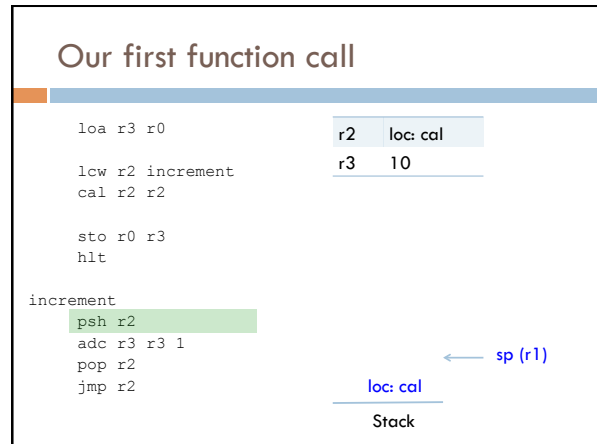 Our first function call
loa r3 r0
lcw r2 increment
cal r2 r2
sto r0 r3
hlt
increment
psh r2
adc r3 r3 1
pop r2
jmp r2
r2 loc: cal
r3 10
sp (r1)
loc: cal
Stack